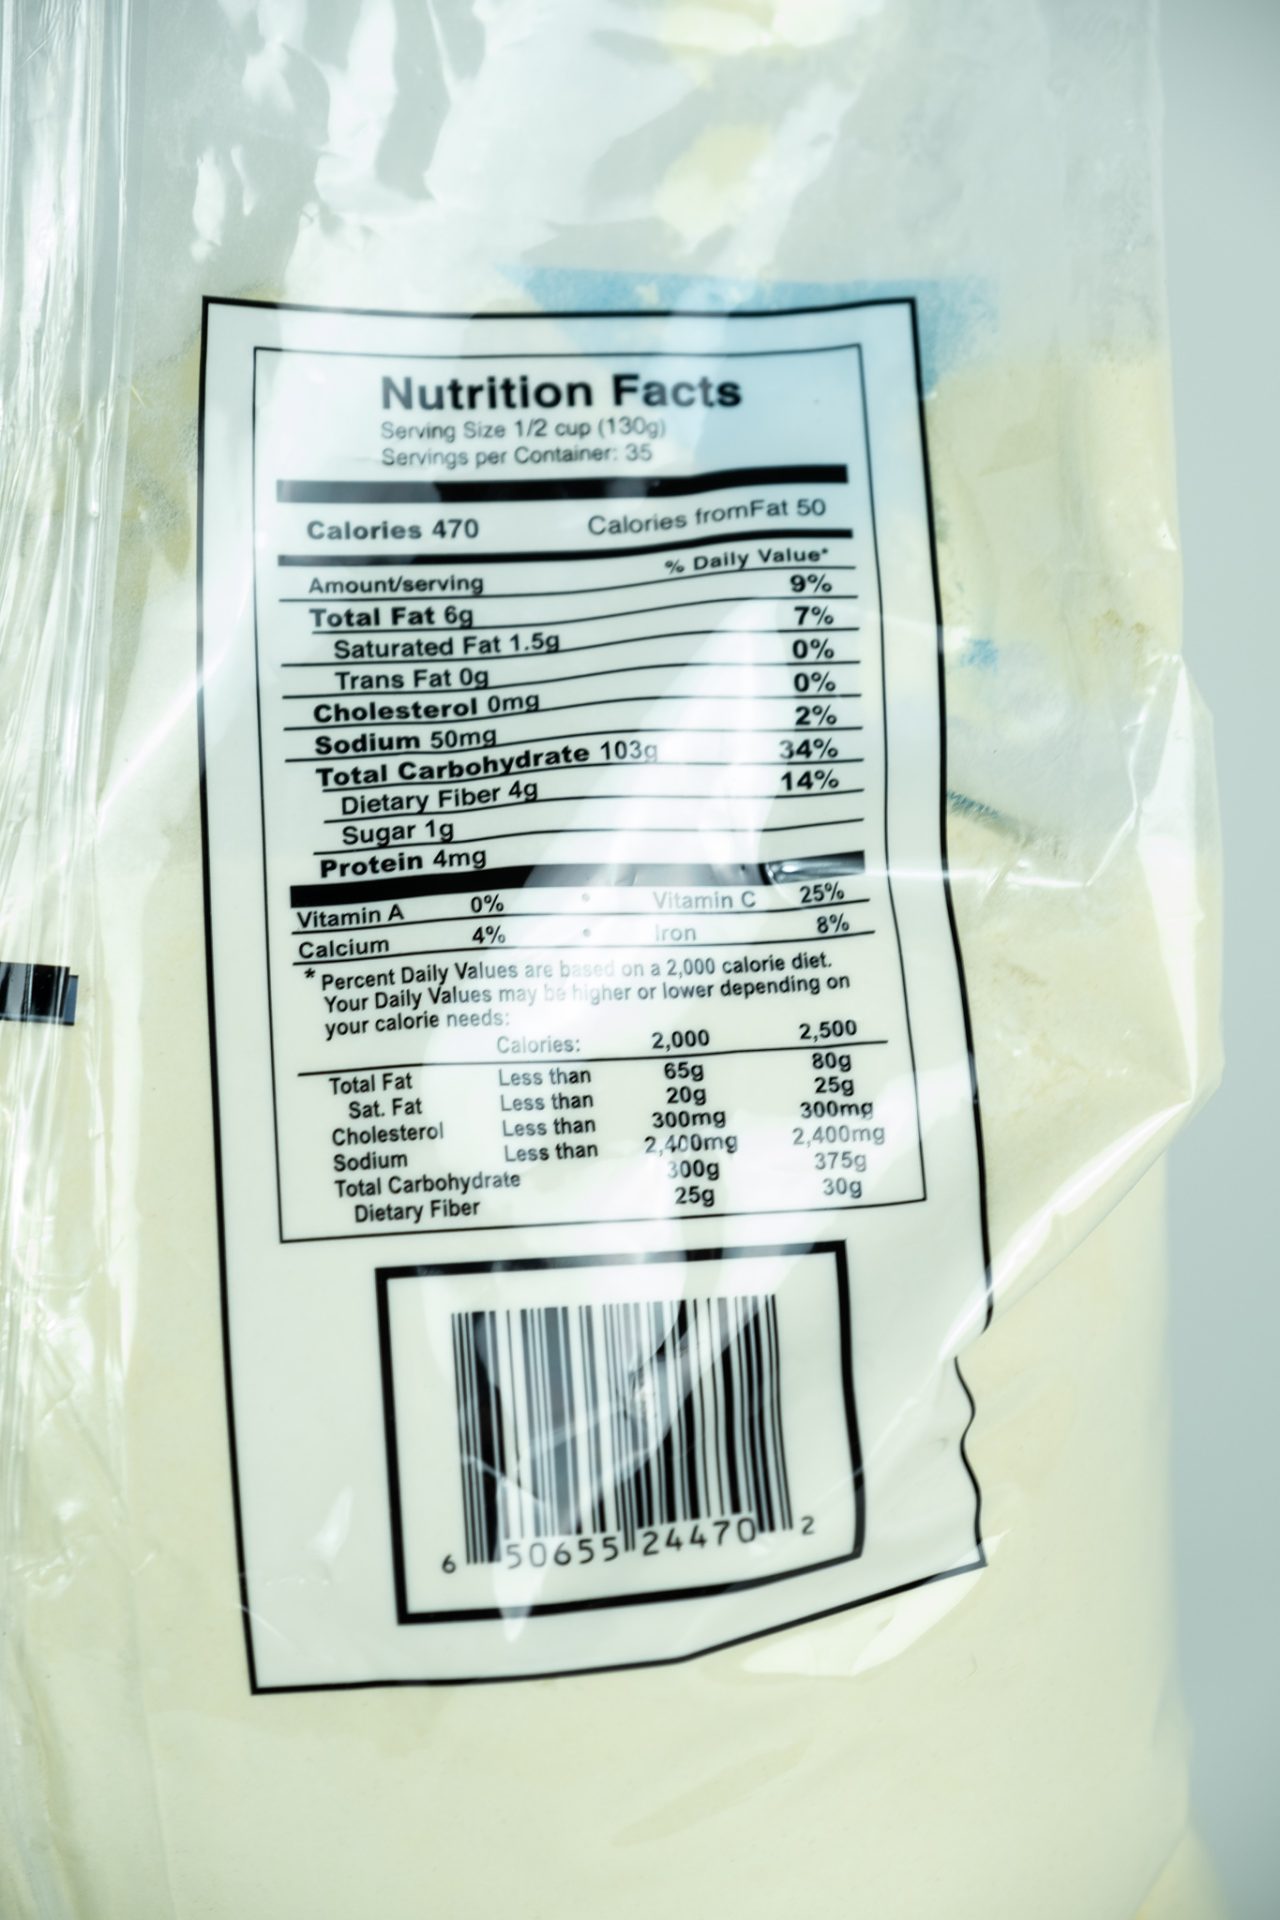 Nutrition Facts
Serving Size 1/2 cup (130g)
Servings per Container: 35
Calories 470 Calories fromFat 50
% Daily Value*
Amount/serving 9%
Total Fat 6g 7%
Saturated Fat 1.5g 0%
Trans Fat 0g 0%
Cholesterol 0mg 2%
Sodium 50mg 34%
Total Carbohydrate 103g 14%
Dietary Fiber 4g
Sugar 1g
Protein 4mg
Vitamin A 0% • Vitamin C 25%
Calcium 4% • Iron 8%
* Percent Daily Values are based on a 2,000 calorie diet.
Your Daily Values may be higher or lower depending on
your calorie needs:
Calories: 2,000 2,500
Total Fat Less than 65g 80g
Sat. Fat Less than 20g 25g
Cholesterol Less than 300mg 300mg
Sodium Less than 2,400mg 2,400mg
Total Carbohydrate 300g 375g
Dietary Fiber 25g 30g
6 50655 24470 2